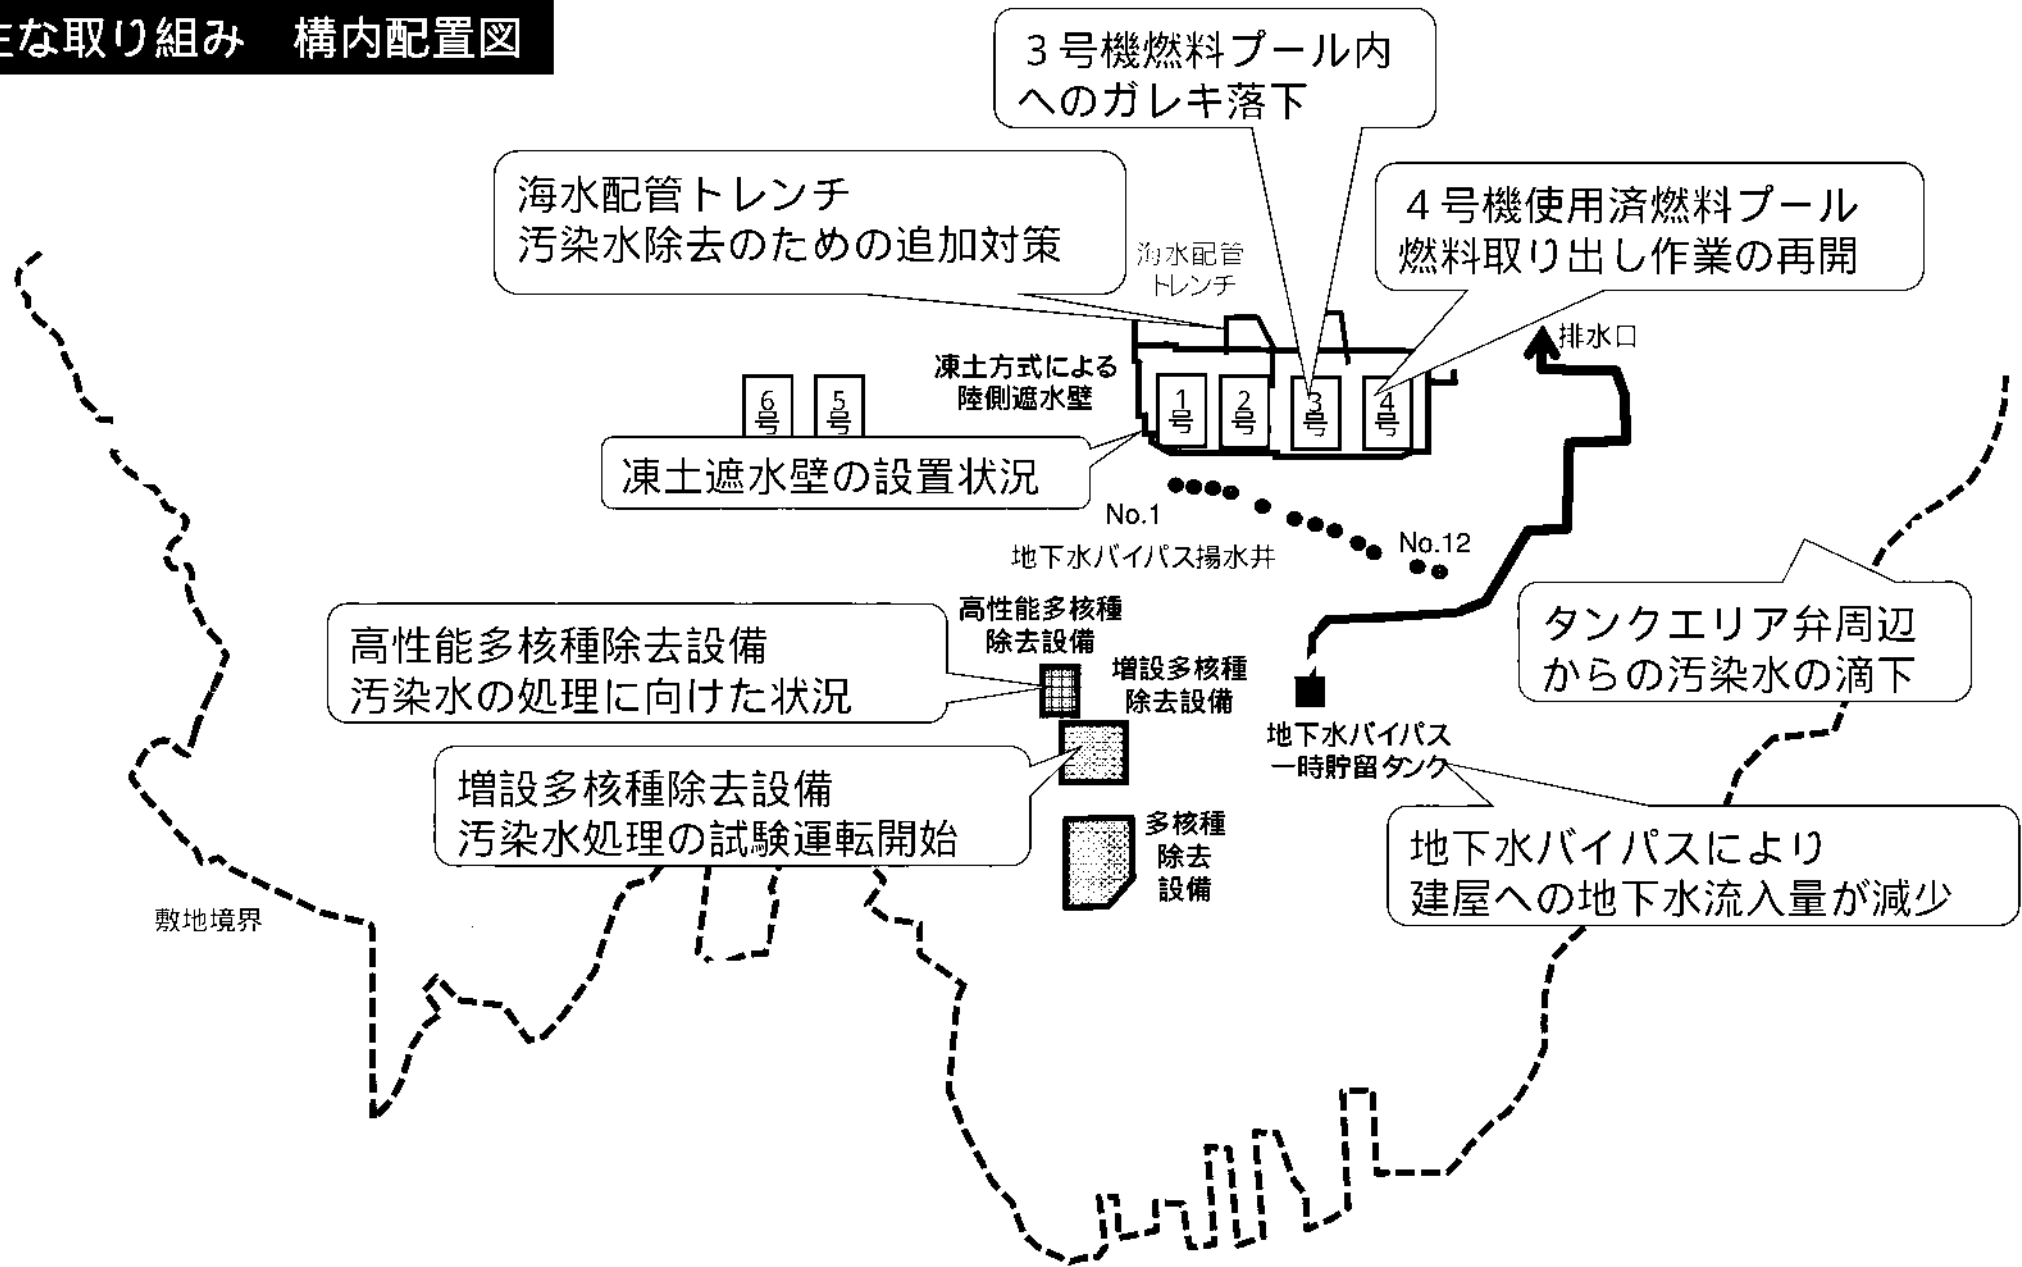 な取り組み　構内配置図
３号機燃料プール内
へのガレキ落下
海水配管トレンチ
汚染水除去のための追加対策
４号機使用済燃料プール
燃料取り出し作業の再開
海水配管
トレンチ
排水口
凍土方式による
陸側遮水壁
6号
5号
1号
2号
3号
4号
凍土遮水壁の設置状況
No.1
No.12
地下水バイパス揚水井
高性能多核種
除去設備
高性能多核種除去設備
汚染水の処理に向けた状況
増設多核種
除去設備
タンクエリア弁周辺
からの汚染水の滴下
地下水バイパス
一時貯留タンク
増設多核種除去設備
汚染水処理の試験運転開始
多核種
除去
設備
地下水バイパスにより
建屋への地下水流入量が減少
敷地境界